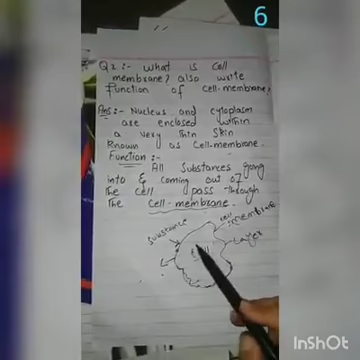 6
Q2:- What is Cell
membrane? also write
function of cell-membrane?
Ans:- Nucleus and cytoplasm
are enclosed within
a very thin Skin
Known as Cell-membrane.
Function :-
All Substances going
into & Coming out of
the Cell pass through
the Cell-membrane.
Substance
cell
membrane
Layer
InShOt